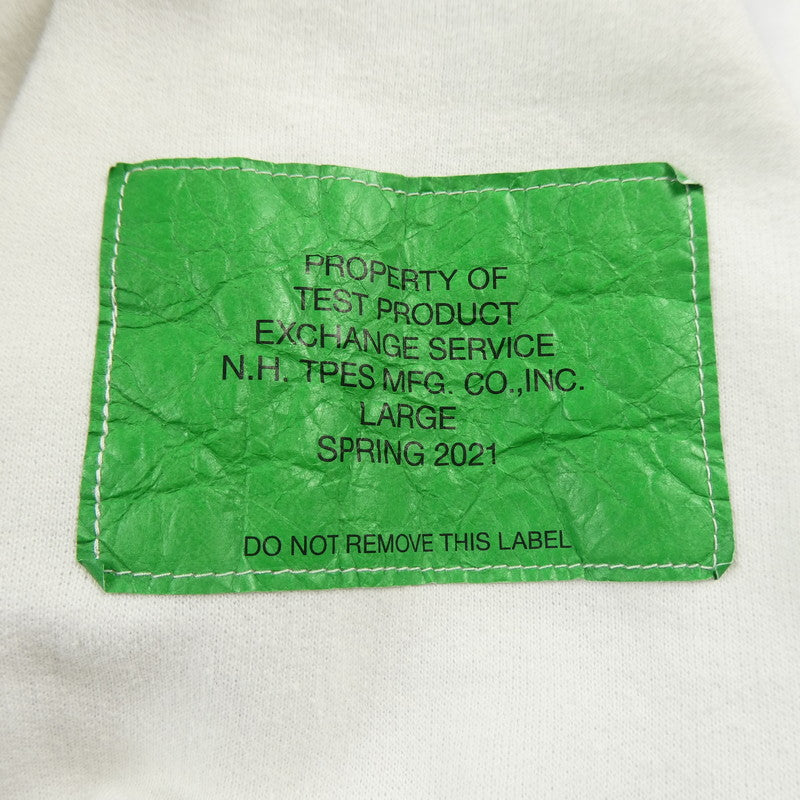 PROPERTY OF
TEST PRODUCT
EXCHANGE SERVICE
N.H. TPES MFG. CO.,INC.
LARGE
SPRING 2021
DO NOT REMOVE THIS LABEL